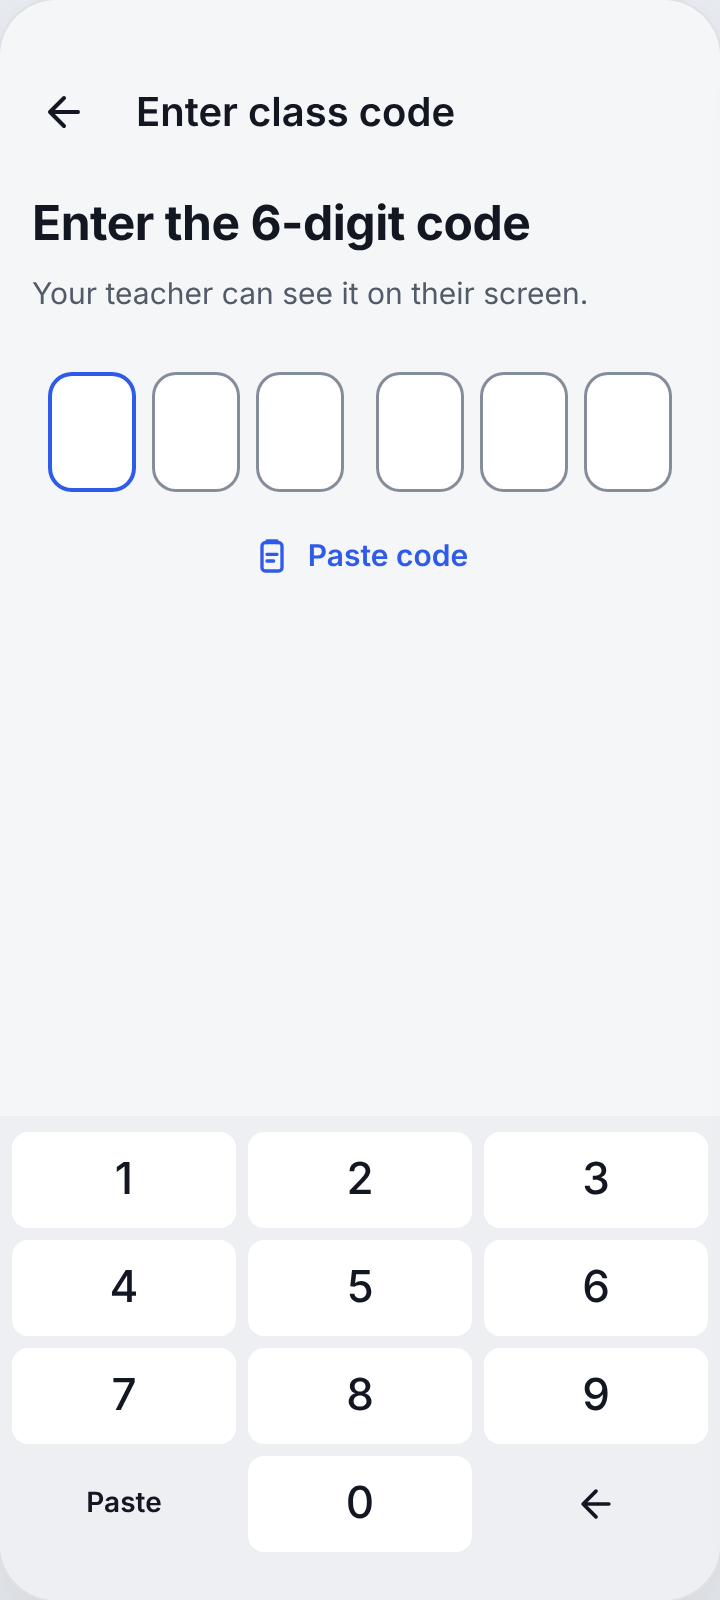 Enter class code
Enter the 6-digit code
Your teacher can see it on their screen.
Paste code
1 2 3
4 5 6
7 8 9
Paste 0